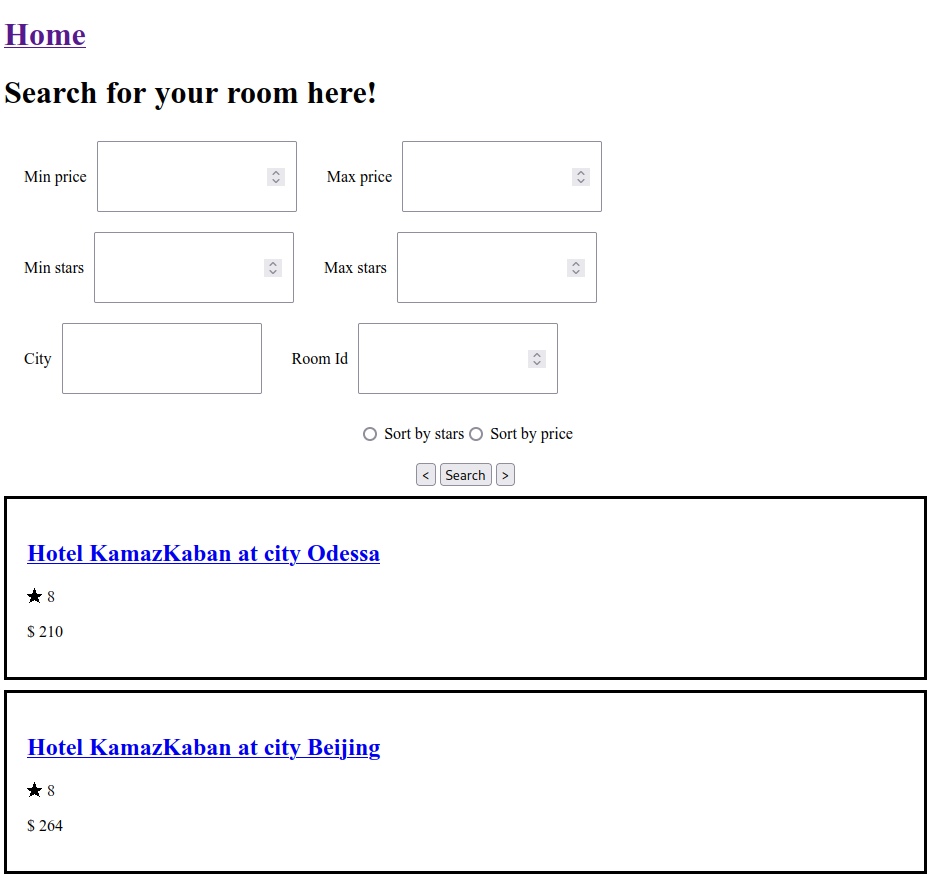 Home
Search for your room here!
Min price Max price
Min stars Max stars
City Room Id
Sort by stars Sort by price
< Search >
Hotel KamazKaban at city Odessa
★ 8
$ 210
Hotel KamazKaban at city Beijing
★ 8
$ 264